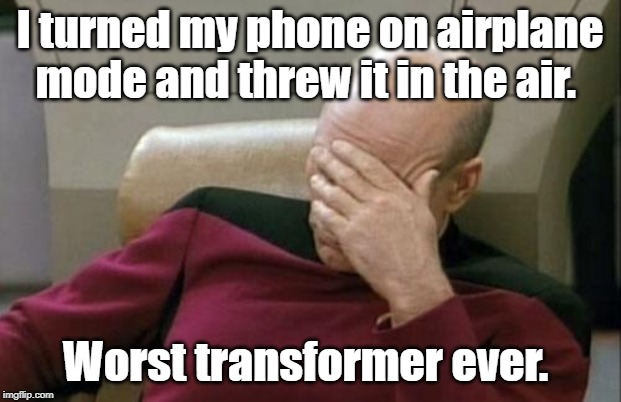 I turned my phone on airplane
mode and threw it in the air.
Worst transformer ever.
imgflip.com